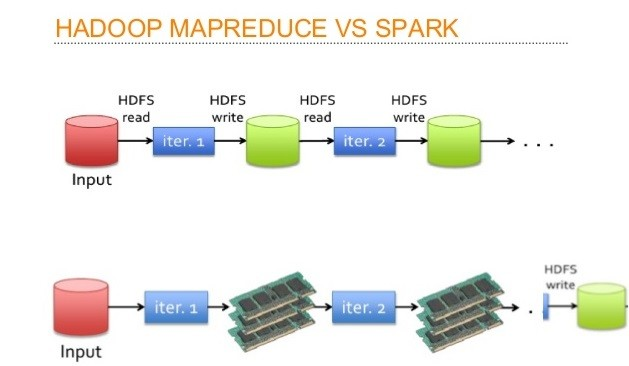 HADOOP MAPREDUCE VS SPARK
HDFS read
HDFS write
HDFS read
HDFS write
iter. 1
iter. 2
. . .
Input
HDFS write
iter. 1
iter. 2
.
Input